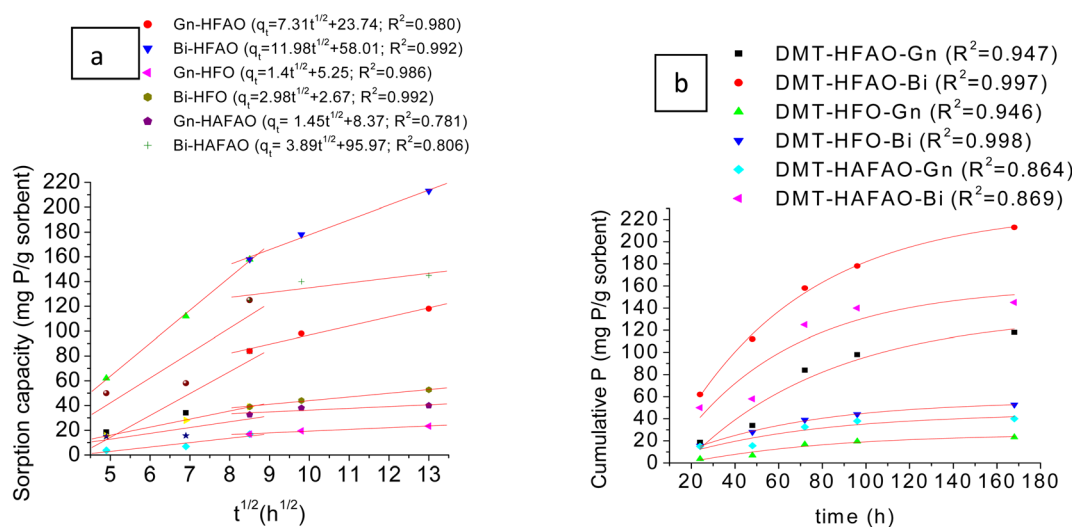 a
Gn-HFAO (qt=7.31t1/2+23.74; R2=0.980)
Bi-HFAO (qt=11.98t1/2+58.01; R2=0.992)
Gn-HFO (qt=1.4t1/2+5.25; R2=0.986)
Bi-HFO (qt=2.98t1/2+2.67; R2=0.992)
Gn-HAFAO (qt= 1.45t1/2+8.37; R2=0.781)
Bi-HAFAO (qt= 3.89t1/2+95.97; R2=0.806)
220
200
180
160
140
120
100
80
60
40
20
0
Sorption capacity (mg P/g sorbent)
5 6 7 8 9 10 11 12 13
t1/2(h1/2)
b
DMT-HFAO-Gn (R2=0.947)
DMT-HFAO-Bi (R2=0.997)
DMT-HFO-Gn (R2=0.946)
DMT-HFO-Bi (R2=0.998)
DMT-HAFAO-Gn (R2=0.864)
DMT-HAFAO-Bi (R2=0.869)
220
200
180
160
140
120
100
80
60
40
20
0
Cumulative P (mg P/g sorbent)
20 40 60 80 100 120 140 160 180
time (h)